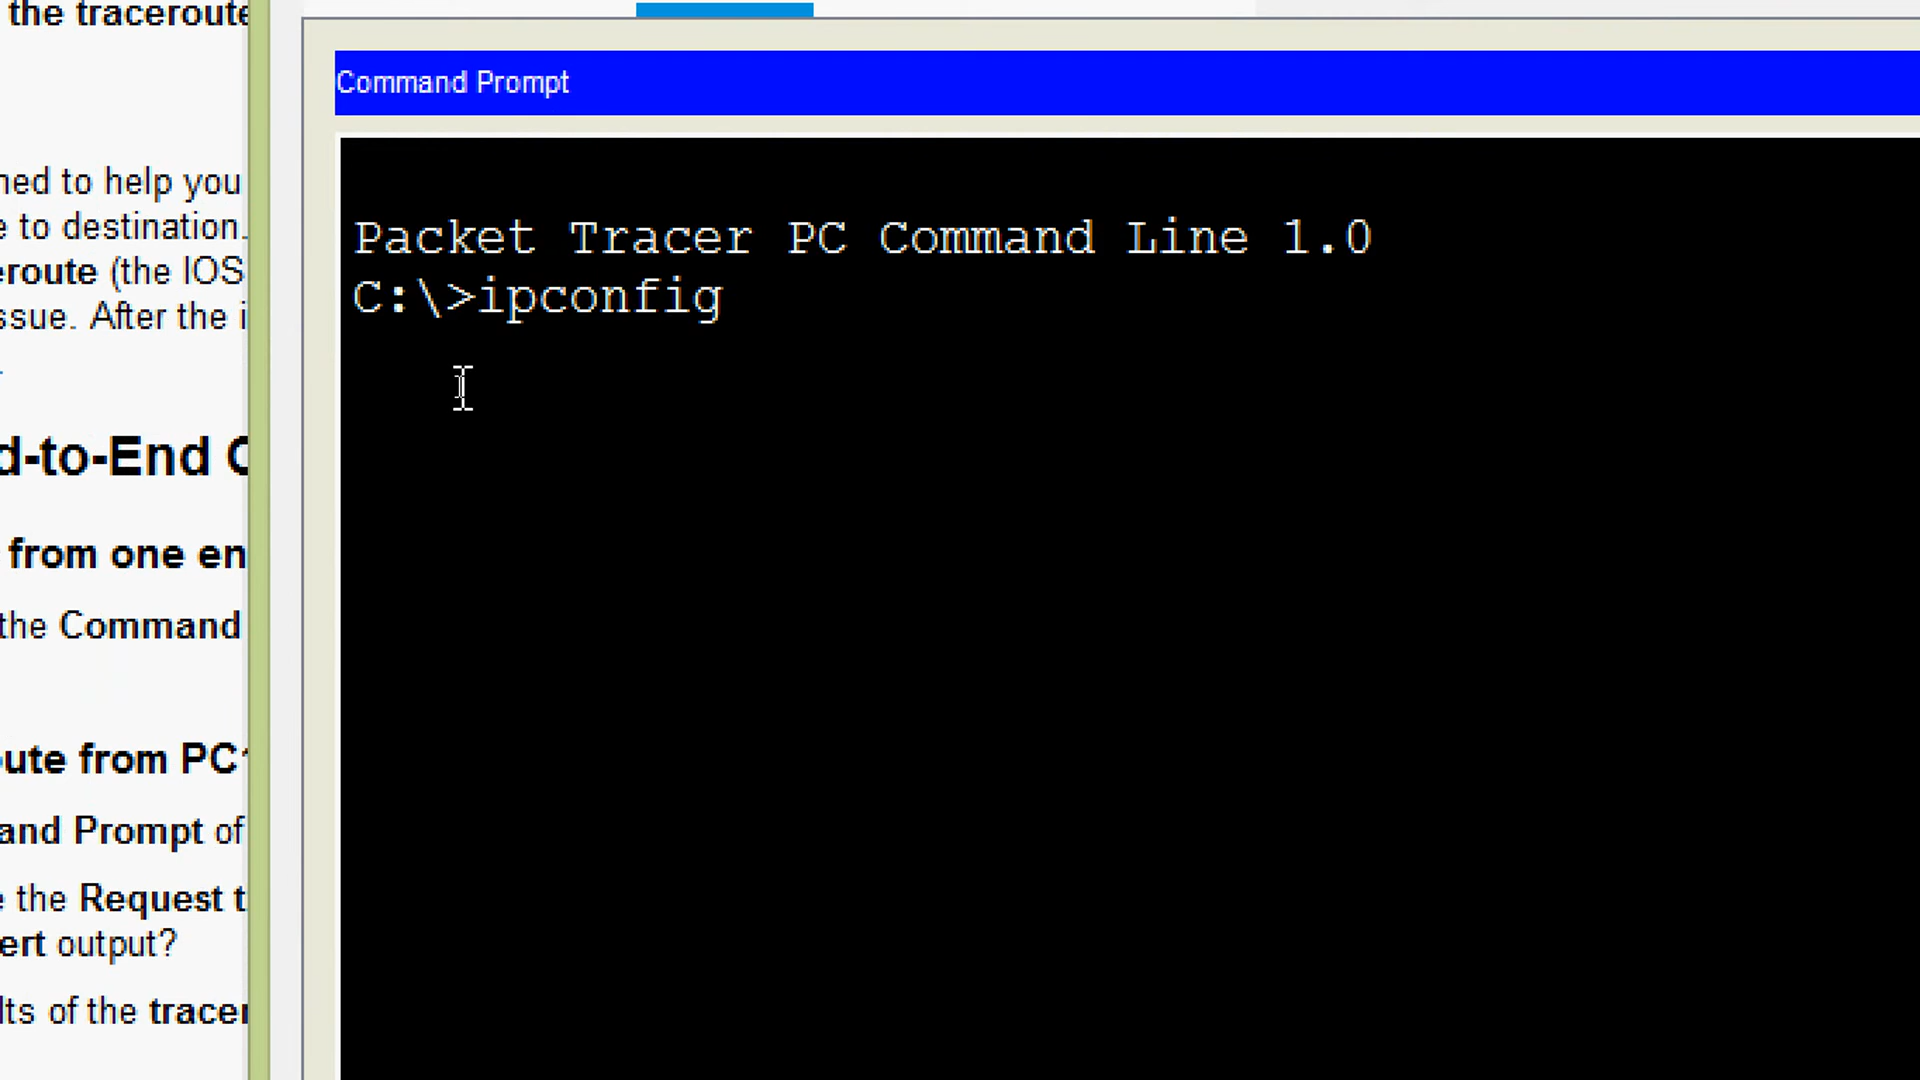 the traceroute
Command Prompt
ned to help you
e to destination.
Packet Tracer PC Command Line 1.0
eroute (the IOS
C:\>ipconfig
ssue. After the i
d-to-End C
from one en
the Command
oute from PC1
and Prompt of
e the Request t
ert output?
lts of the tracer